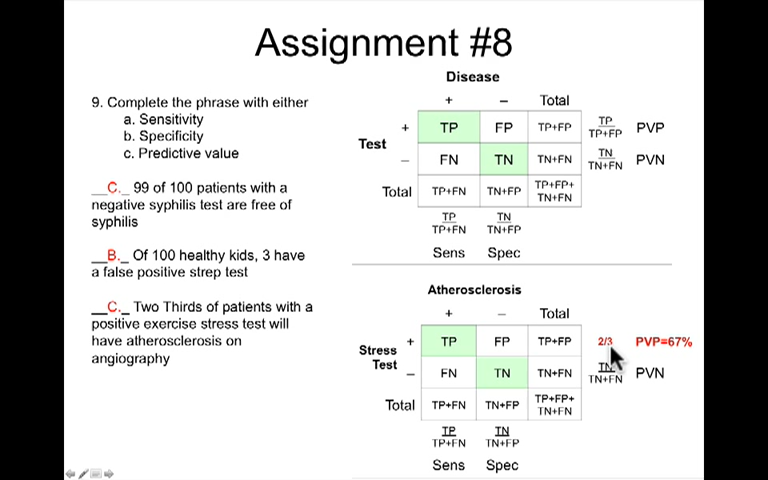 Assignment #8
9. Complete the phrase with either
a. Sensitivity
b. Specificity
c. Predictive value
__C._ 99 of 100 patients with a
negative syphilis test are free of
syphilis
__B._ Of 100 healthy kids, 3 have
a false positive strep test
__C._ Two Thirds of patients with a
positive exercise stress test will
have atherosclerosis on
angiography
Disease
+ – Total
Test
+ TP FP TP+FP TP PVP
TP+FP
– FN TN TN+FN TN PVN
TN+FN
Total TP+FN TN+FP TP+FP+
TN+FN
TP TN
TP+FN TN+FP
Sens Spec
Atherosclerosis
+ – Total
Stress
Test
+ TP FP TP+FP 2/3 PVP=67%
– FN TN TN+FN TN PVN
TN+FN
Total TP+FN TN+FP TP+FP+
TN+FN
TP TN
TP+FN TN+FP
Sens Spec